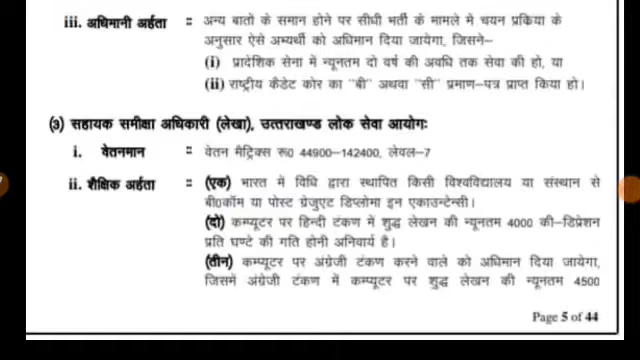 iii. अधिमानी अर्हता : अन्य बातों के समान होने पर सीधी भर्ती के मामले में चयन प्रक्रिया के
अनुसार ऐसे अभ्यर्थी को अधिमान दिया जायेगा, जिसने–
(i) प्रादेशिक सेना में न्यूनतम दो वर्ष की अवधि तक सेवा की हो, या
(ii) राष्ट्रीय कैडेट कोर का "बी" अथवा "सी" प्रमाण–पत्र प्राप्त किया हो।
(3) सहायक समीक्षा अधिकारी (लेखा), उत्तराखण्ड लोक सेवा आयोगः
i. वेतनमान : वेतन मैट्रिक्स रू0 44900–142400, लेवल–7
ii. शैक्षिक अर्हता : (एक) भारत में विधि द्वारा स्थापित किसी विश्वविद्यालय या संस्थान से
बी0कॉम या पोस्ट ग्रेजुएट डिप्लोमा इन एकाउन्टेन्सी।
(दो) कम्प्यूटर पर हिन्दी टंकण में शुद्ध लेखन की न्यूनतम 4000 की–डिप्रेशन
प्रति घण्टे की गति होनी अनिवार्य है।
(तीन) कम्प्यूटर पर अंग्रेजी टंकण करने वाले को अधिमान दिया जायेगा,
जिसमें अंग्रेजी टंकण में कम्प्यूटर पर शुद्ध लेखन की न्यूनतम 4500
Page 5 of 44